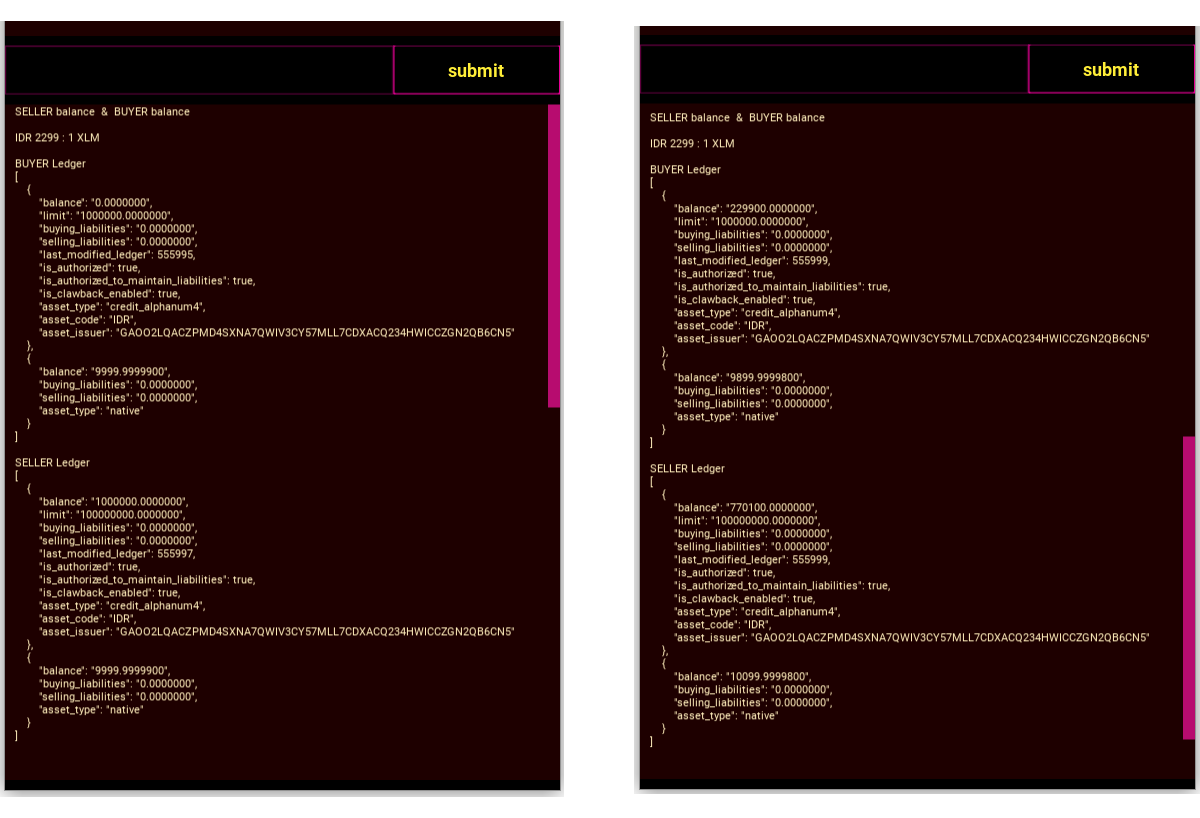 submit
SELLER balance & BUYER balance
IDR 2299 : 1 XLM
BUYER Ledger
[
{
"balance": "0.0000000",
"limit": "1000000.0000000",
"buying_liabilities": "0.0000000",
"selling_liabilities": "0.0000000",
"last_modified_ledger": 555995,
"is_authorized": true,
"is_authorized_to_maintain_liabilities": true,
"is_clawback_enabled": true,
"asset_type": "credit_alphanum4",
"asset_code": "IDR",
"asset_issuer": "GAOO2LQACZPMD4SXNA7QWIV3CY57MLL7CDXACQ234HWICCZGN2QB6CN5"
},
{
"balance": "9999.9999900",
"buying_liabilities": "0.0000000",
"selling_liabilities": "0.0000000",
"asset_type": "native"
}
]
SELLER Ledger
[
{
"balance": "1000000.0000000",
"limit": "100000000.0000000",
"buying_liabilities": "0.0000000",
"selling_liabilities": "0.0000000",
"last_modified_ledger": 555997,
"is_authorized": true,
"is_authorized_to_maintain_liabilities": true,
"is_clawback_enabled": true,
"asset_type": "credit_alphanum4",
"asset_code": "IDR",
"asset_issuer": "GAOO2LQACZPMD4SXNA7QWIV3CY57MLL7CDXACQ234HWICCZGN2QB6CN5"
},
{
"balance": "9999.9999900",
"buying_liabilities": "0.0000000",
"selling_liabilities": "0.0000000",
"asset_type": "native"
}
]
submit
SELLER balance & BUYER balance
IDR 2299 : 1 XLM
BUYER Ledger
[
{
"balance": "229900.0000000",
"limit": "1000000.0000000",
"buying_liabilities": "0.0000000",
"selling_liabilities": "0.0000000",
"last_modified_ledger": 555999,
"is_authorized": true,
"is_authorized_to_maintain_liabilities": true,
"is_clawback_enabled": true,
"asset_type": "credit_alphanum4",
"asset_code": "IDR",
"asset_issuer": "GAOO2LQACZPMD4SXNA7QWIV3CY57MLL7CDXACQ234HWICCZGN2QB6CN5"
},
{
"balance": "9899.9999800",
"buying_liabilities": "0.0000000",
"selling_liabilities": "0.0000000",
"asset_type": "native"
}
]
SELLER Ledger
[
{
"balance": "770100.0000000",
"limit": "100000000.0000000",
"buying_liabilities": "0.0000000",
"selling_liabilities": "0.0000000",
"last_modified_ledger": 555999,
"is_authorized": true,
"is_authorized_to_maintain_liabilities": true,
"is_clawback_enabled": true,
"asset_type": "credit_alphanum4",
"asset_code": "IDR",
"asset_issuer": "GAOO2LQACZPMD4SXNA7QWIV3CY57MLL7CDXACQ234HWICCZGN2QB6CN5"
},
{
"balance": "10099.9999800",
"buying_liabilities": "0.0000000",
"selling_liabilities": "0.0000000",
"asset_type": "native"
}
]